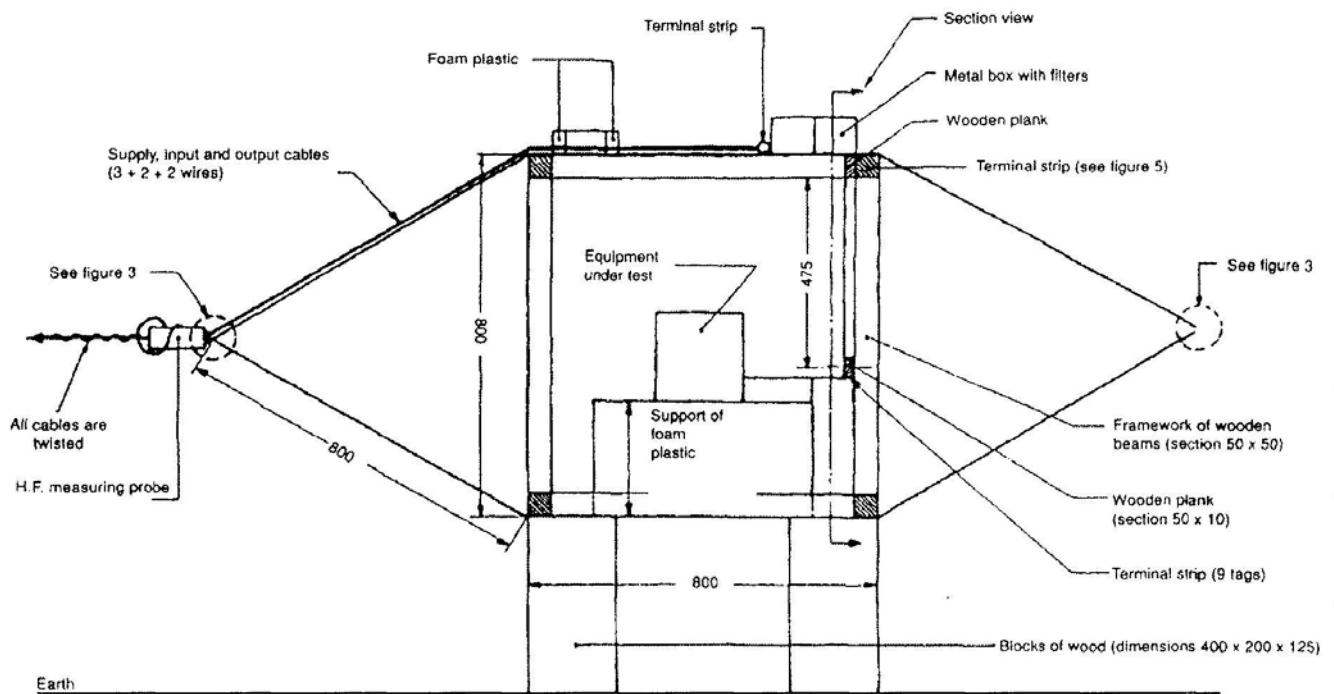 Section view
Terminal strip
Foam plastic
Metal box with filters
Wooden plank
Supply, input and output cables
(3 + 2 + 2 wires)
Terminal strip (see figure 5)
Equipment
under test
475
See figure 3
See figure 3
800
All cables are
twisted
Support of
foam
plastic
Framework of wooden
beams (section 50 x 50)
800
H.F. measuring probe
Wooden plank
(section 50 x 10)
Terminal strip (9 tags)
800
Blocks of wood (dimensions 400 x 200 x 125)
Earth